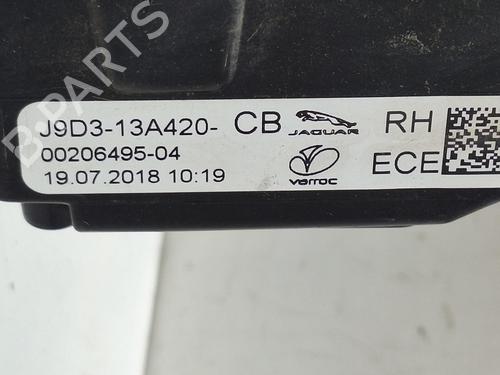 J9D3-13A420- CB JAGUAR RH
00206495-04 varroc ECE
19.07.2018 10:19
B-PARTS